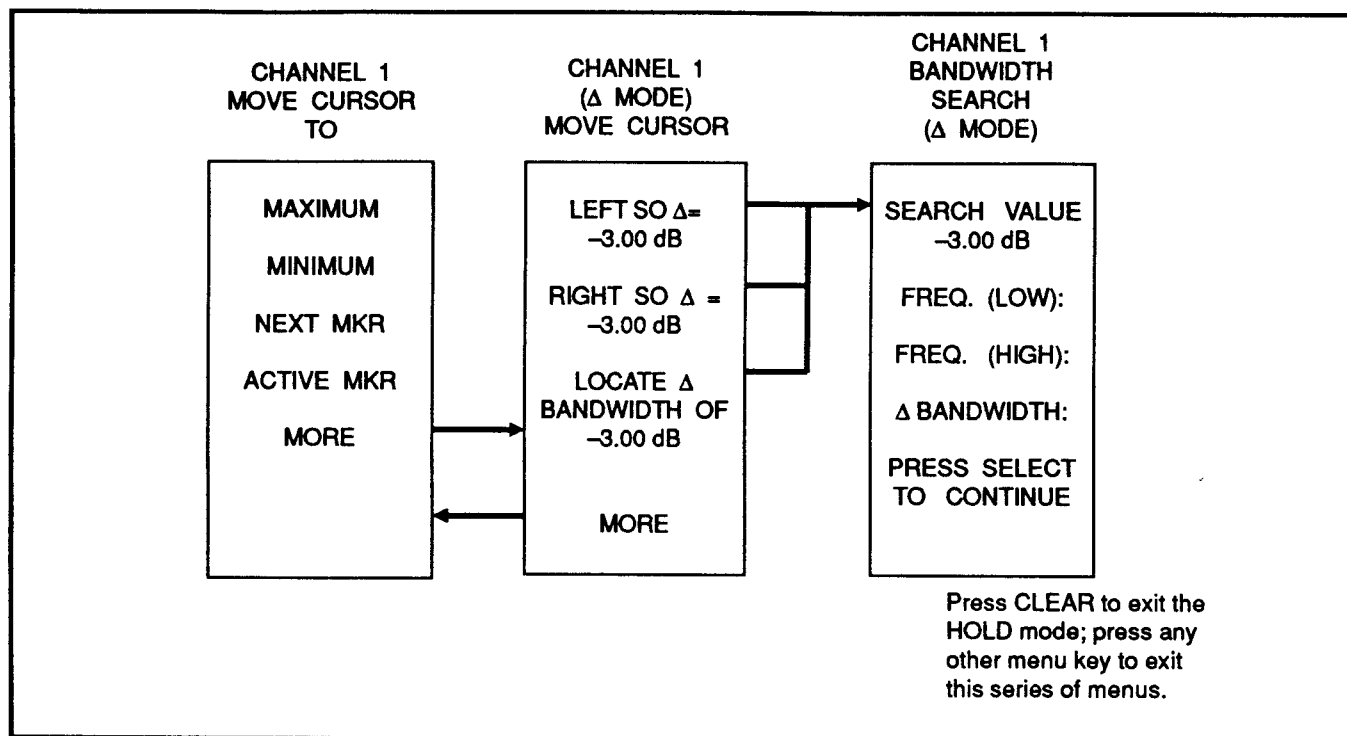 CHANNEL 1
MOVE CURSOR
TO
MAXIMUM
MINIMUM
NEXT MKR
ACTIVE MKR
MORE
CHANNEL 1
(Δ MODE)
MOVE CURSOR
LEFT SO Δ=
–3.00 dB
RIGHT SO Δ =
–3.00 dB
LOCATE Δ
BANDWIDTH OF
–3.00 dB
MORE
CHANNEL 1
BANDWIDTH
SEARCH
(Δ MODE)
SEARCH VALUE
–3.00 dB
FREQ. (LOW):
FREQ. (HIGH):
Δ BANDWIDTH:
PRESS SELECT
TO CONTINUE
Press CLEAR to exit the
HOLD mode; press any
other menu key to exit
this series of menus.